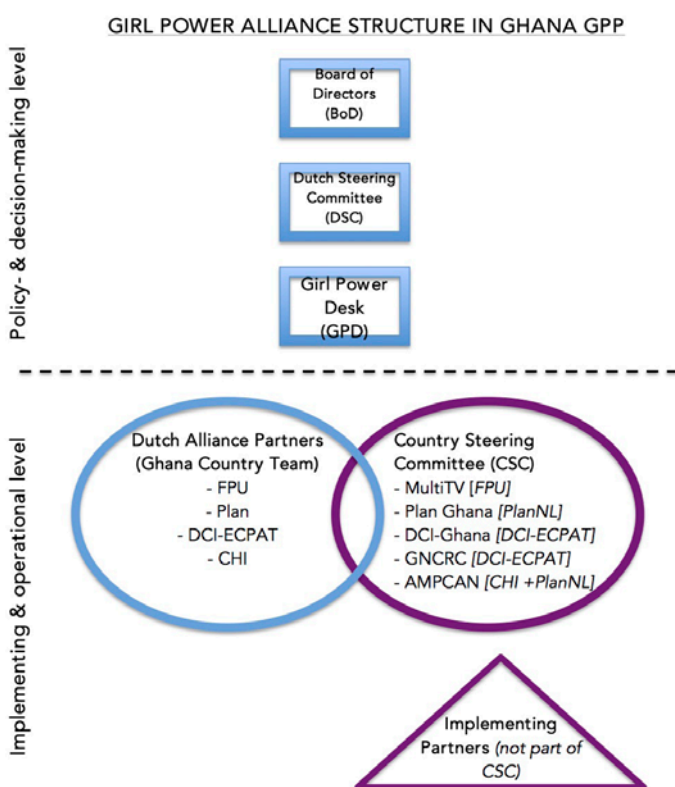 GIRL POWER ALLIANCE STRUCTURE IN GHANA GPP
Policy- & decision-making level
Board of
Directors
(BoD)
Dutch Steering
Committee
(DSC)
Girl Power
Desk
(GPD)
Implementing & operational level
Dutch Alliance Partners
(Ghana Country Team)
- FPU
- Plan
- DCI-ECPAT
- CHI
Country Steering
Committee (CSC)
- MultiTV [FPU]
- Plan Ghana [PlanNL]
- DCI-Ghana [DCI-ECPAT]
- GNCRC [DCI-ECPAT]
- AMPCAN [CHI +PlanNL]
Implementing
Partners (not part of
CSC)